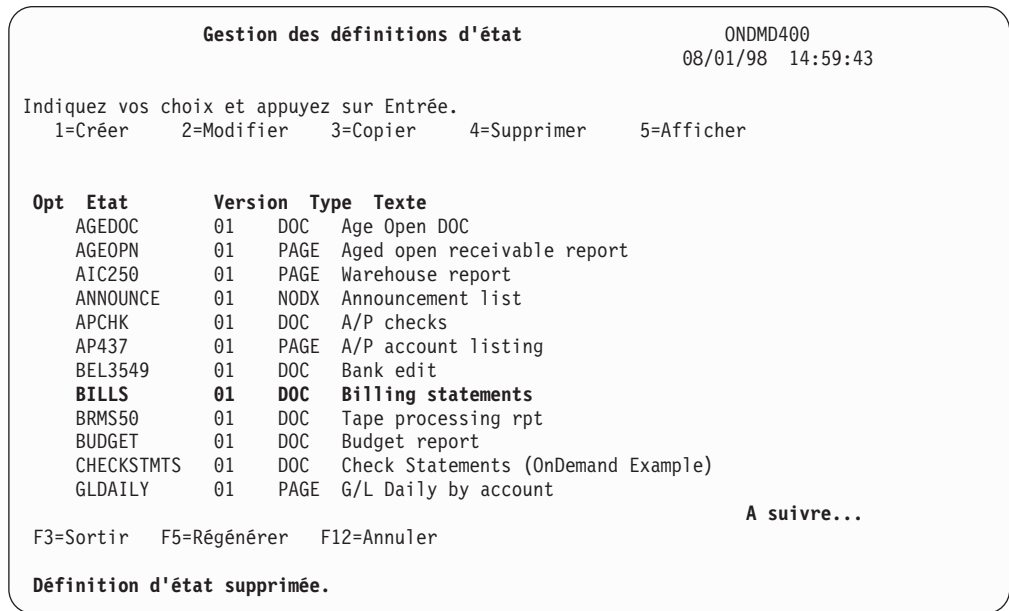 Gestion des définitions d'état ONDMD400
08/01/98 14:59:43
Indiquez vos choix et appuyez sur Entrée.
1=Créer 2=Modifier 3=Copier 4=Supprimer 5=Afficher
Opt Etat Version Type Texte
AGEDOC 01 DOC Age Open DOC
AGEOPN 01 PAGE Aged open receivable report
AIC250 01 PAGE Warehouse report
ANNOUNCE 01 NODX Announcement list
APCHK 01 DOC A/P checks
AP437 01 PAGE A/P account listing
BEL3549 01 DOC Bank edit
BILLS 01 DOC Billing statements
BRMS50 01 DOC Tape processing rpt
BUDGET 01 DOC Budget report
CHECKSTMTS 01 DOC Check Statements (OnDemand Example)
GLDAILY 01 PAGE G/L Daily by account
A suivre...
F3=Sortir F5=Régénérer F12=Annuler
Définition d'état supprimée.